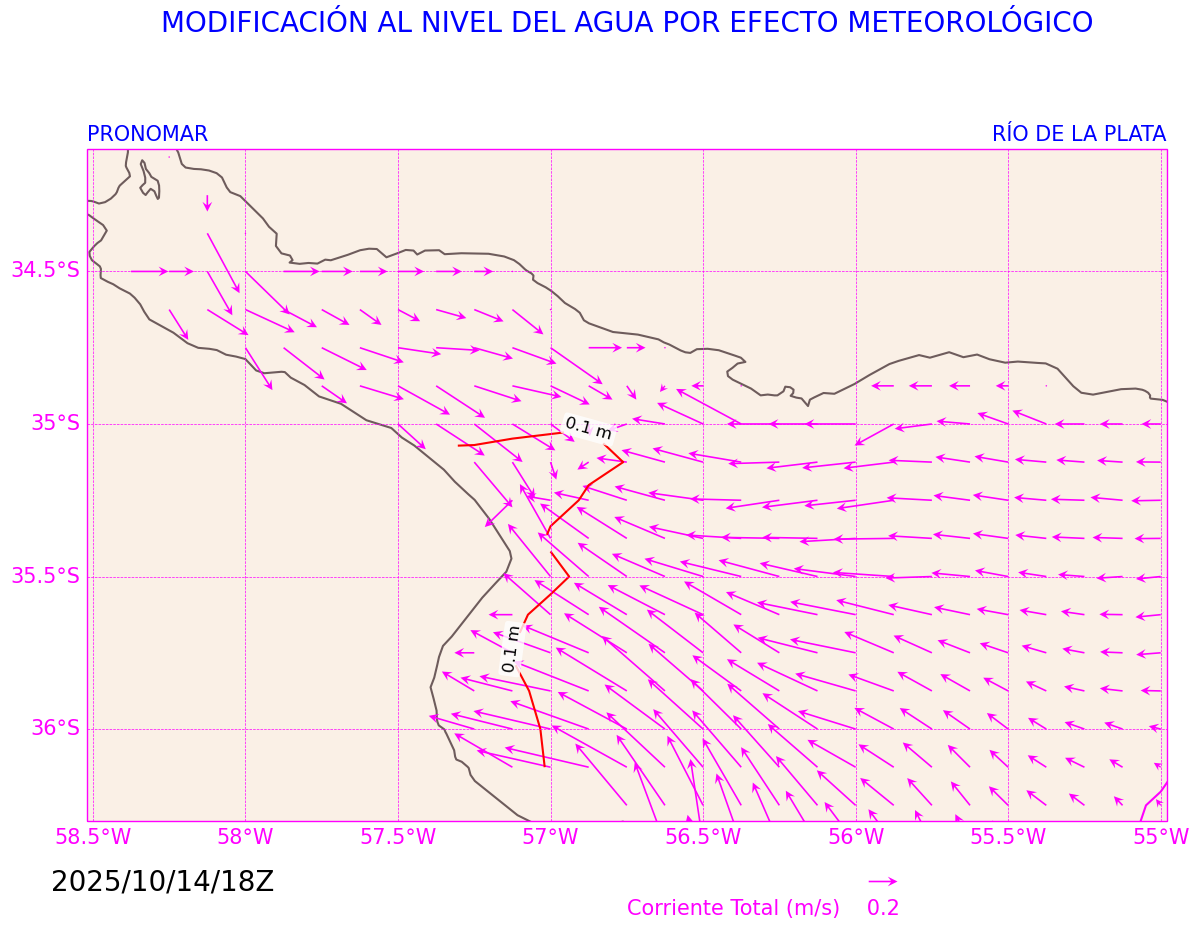 MODIFICACIÓN AL NIVEL DEL AGUA POR EFECTO METEOROLÓGICO
PRONOMAR
RÍO DE LA PLATA
34.5°S
35°S
35.5°S
36°S
0.1 m
0.1 m
58.5°W
58°W
57.5°W
57°W
56.5°W
56°W
55.5°W
55°W
2025/10/14/18Z
Corriente Total (m/s) 0.2